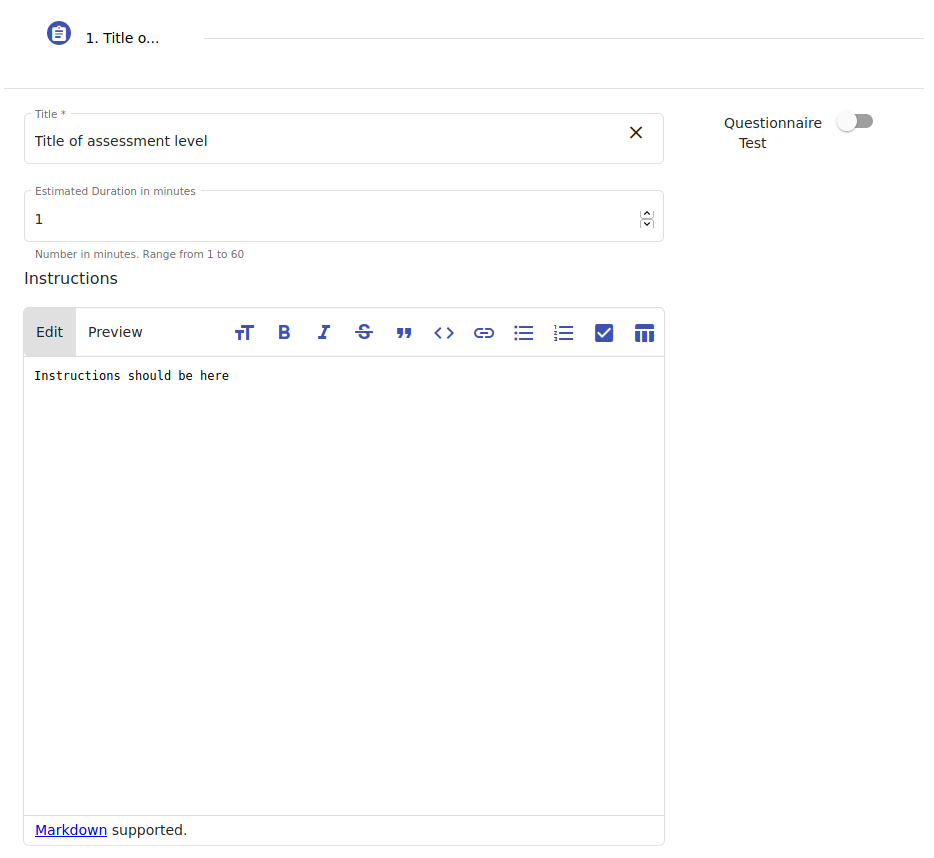 1. Title o...
Title *
Title of assessment level
Questionnaire
Test
Estimated Duration in minutes
1
Number in minutes. Range from 1 to 60
Instructions
Edit Preview
Instructions should be here
Markdown supported.